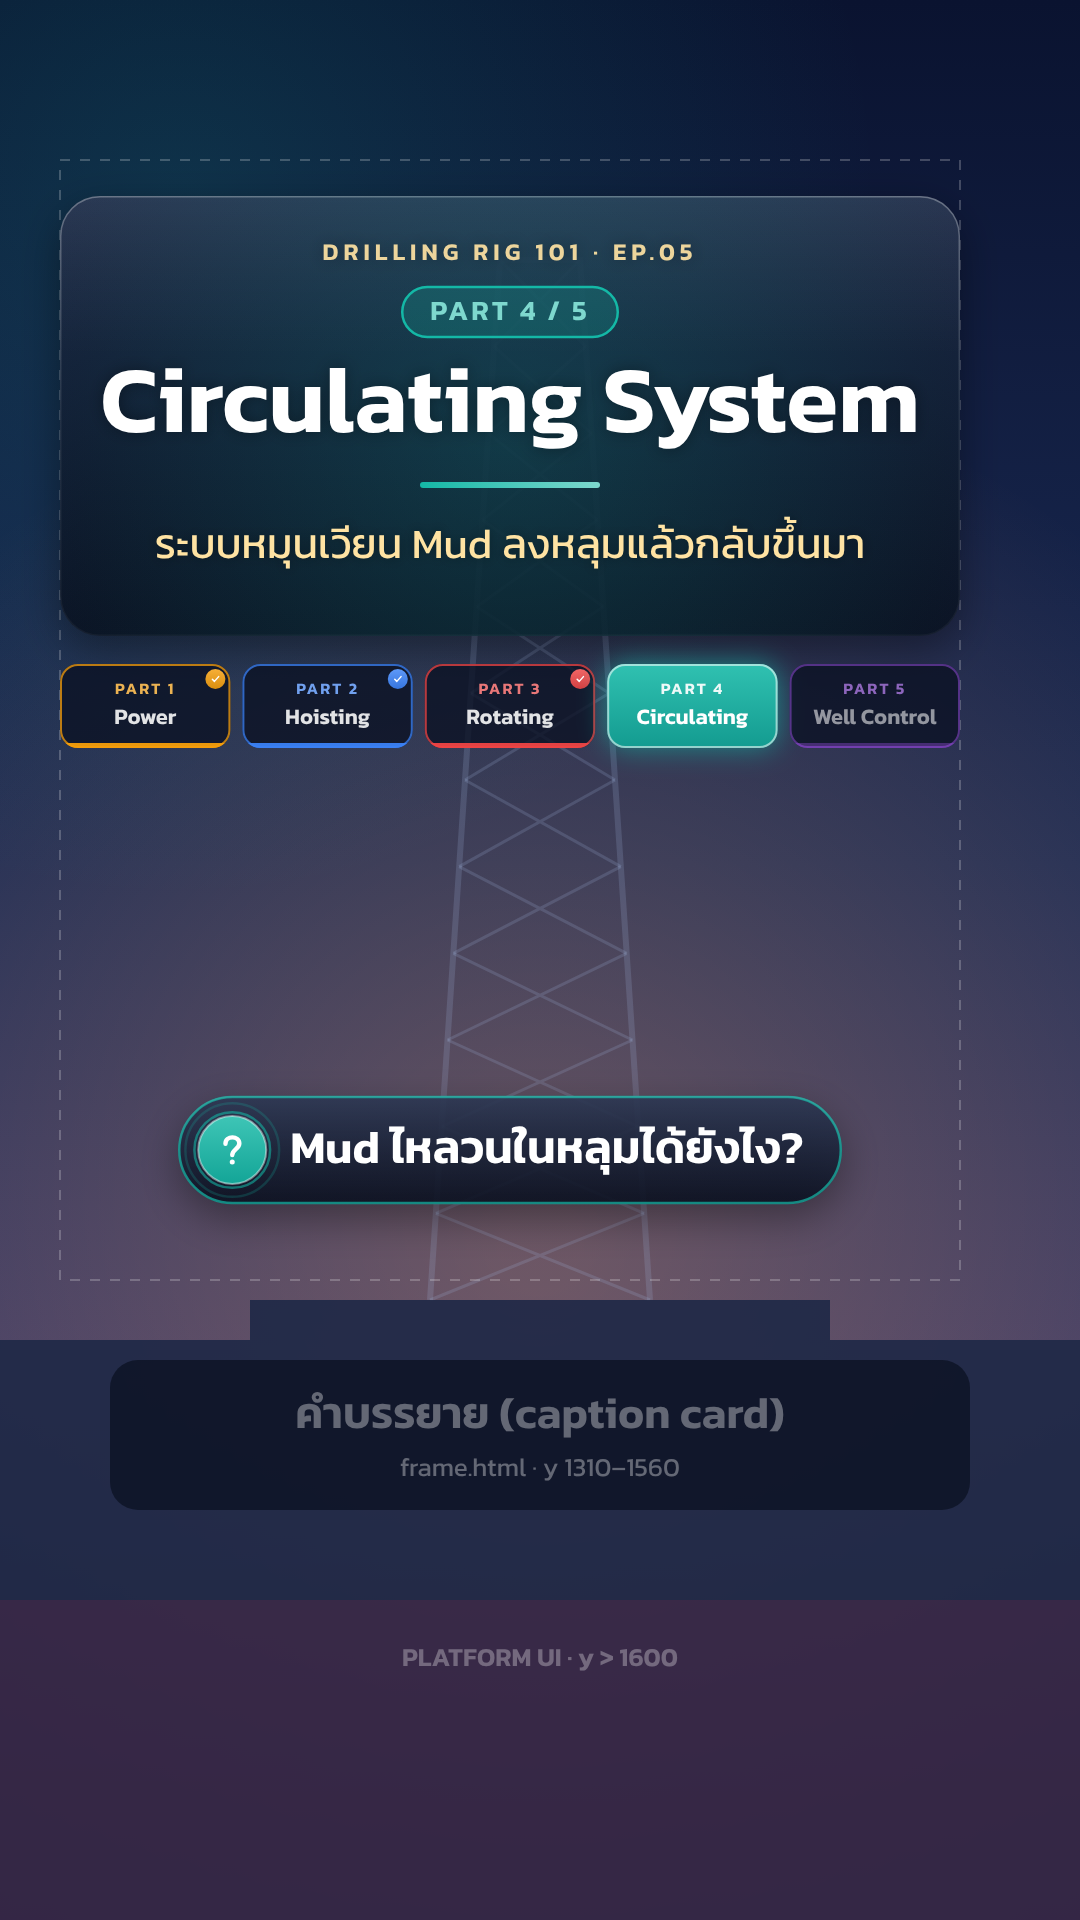 DRILLING RIG 101 · EP.05
PART 4 / 5
Circulating System
ระบบหมุนเวียน Mud ลงหลุมแล้วกลับขึ้นมา
PART 1
Power
PART 2
Hoisting
PART 3
Rotating
PART 4
Circulating
PART 5
Well Control
? Mud ไหลวนในหลุมได้ยังไง?
คำบรรยาย (caption card)
frame.html · y 1310–1560
PLATFORM UI · y > 1600